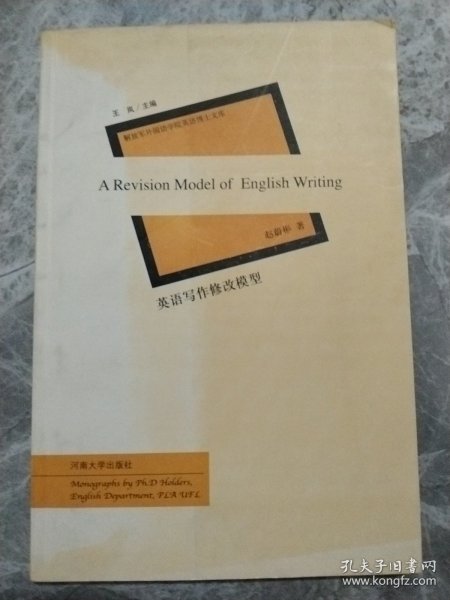 王 岚 / 主编
解放军外国语学院英语博士文库
A Revision Model of English Writing
赵蔚彬 著
英语写作修改模型
河南大学出版社
Monographs by Ph.D Holders,
English Department, PLA UFL
孔夫子旧书网
www.kongfz.com